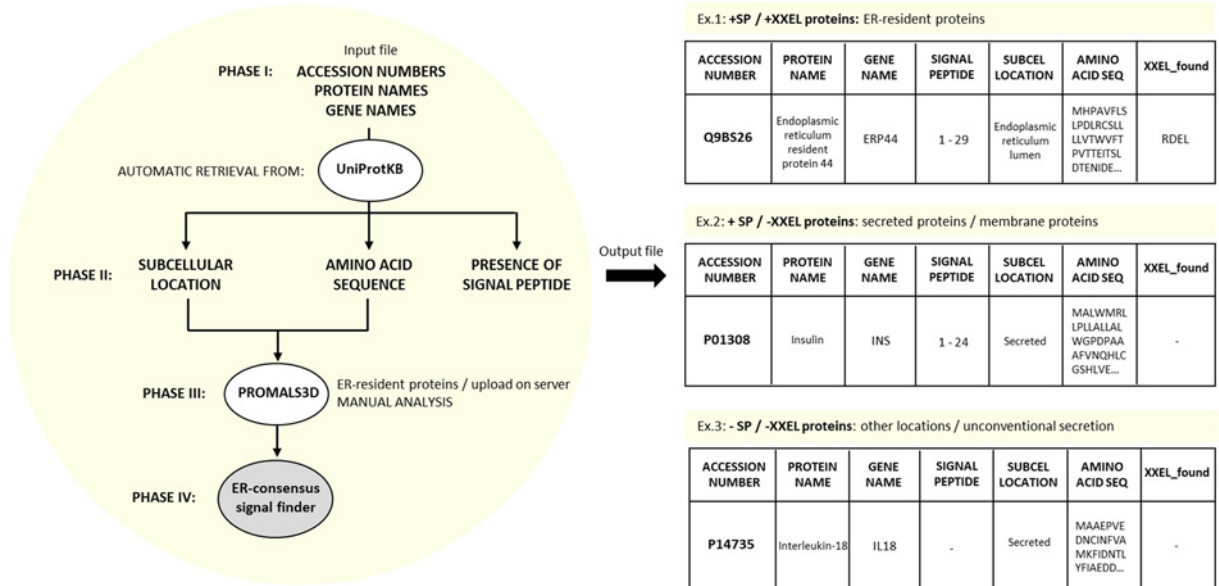 Input file
PHASE I:
ACCESSION NUMBERS
PROTEIN NAMES
GENE NAMES
AUTOMATIC RETRIEVAL FROM:
UniProtKB
PHASE II:
SUBCELLULAR
LOCATION
AMINO ACID
SEQUENCE
PRESENCE OF
SIGNAL PEPTIDE
PHASE III:
PROMALS3D
ER-resident proteins / upload on server
MANUAL ANALYSIS
PHASE IV:
ER-consensus
signal finder
Output file
Ex.1: +SP / +XXEL proteins: ER-resident proteins
ACCESSION
NUMBER
PROTEIN
NAME
GENE
NAME
SIGNAL
PEPTIDE
SUBCEL
LOCATION
AMINO
ACID SEQ
XXEL_found
Q9BS26
Endoplasmic
reticulum
resident
protein 44
ERP44
1 - 29
Endoplasmic
reticulum
lumen
MHPAVFLS
LPDLRCSLL
LLVTWVFT
PVTTEITSL
DTENIDE...
RDEL
Ex.2: + SP / -XXEL proteins: secreted proteins / membrane proteins
ACCESSION
NUMBER
PROTEIN
NAME
GENE
NAME
SIGNAL
PEPTIDE
SUBCEL
LOCATION
AMINO
ACID SEQ
XXEL_found
P01308
Insulin
INS
1 - 24
Secreted
MALWMRL
LPLLALLAL
WGPDPAA
AFVNQHLC
GSHLVE...
-
Ex.3: - SP / -XXEL proteins: other locations / unconventional secretion
ACCESSION
NUMBER
PROTEIN
NAME
GENE
NAME
SIGNAL
PEPTIDE
SUBCEL
LOCATION
AMINO
ACID SEQ
XXEL_found
P14735
Interleukin-18
IL18
-
Secreted
MAAEPVE
DNCINFVA
MKFIDNTL
YFIAEDD...
-